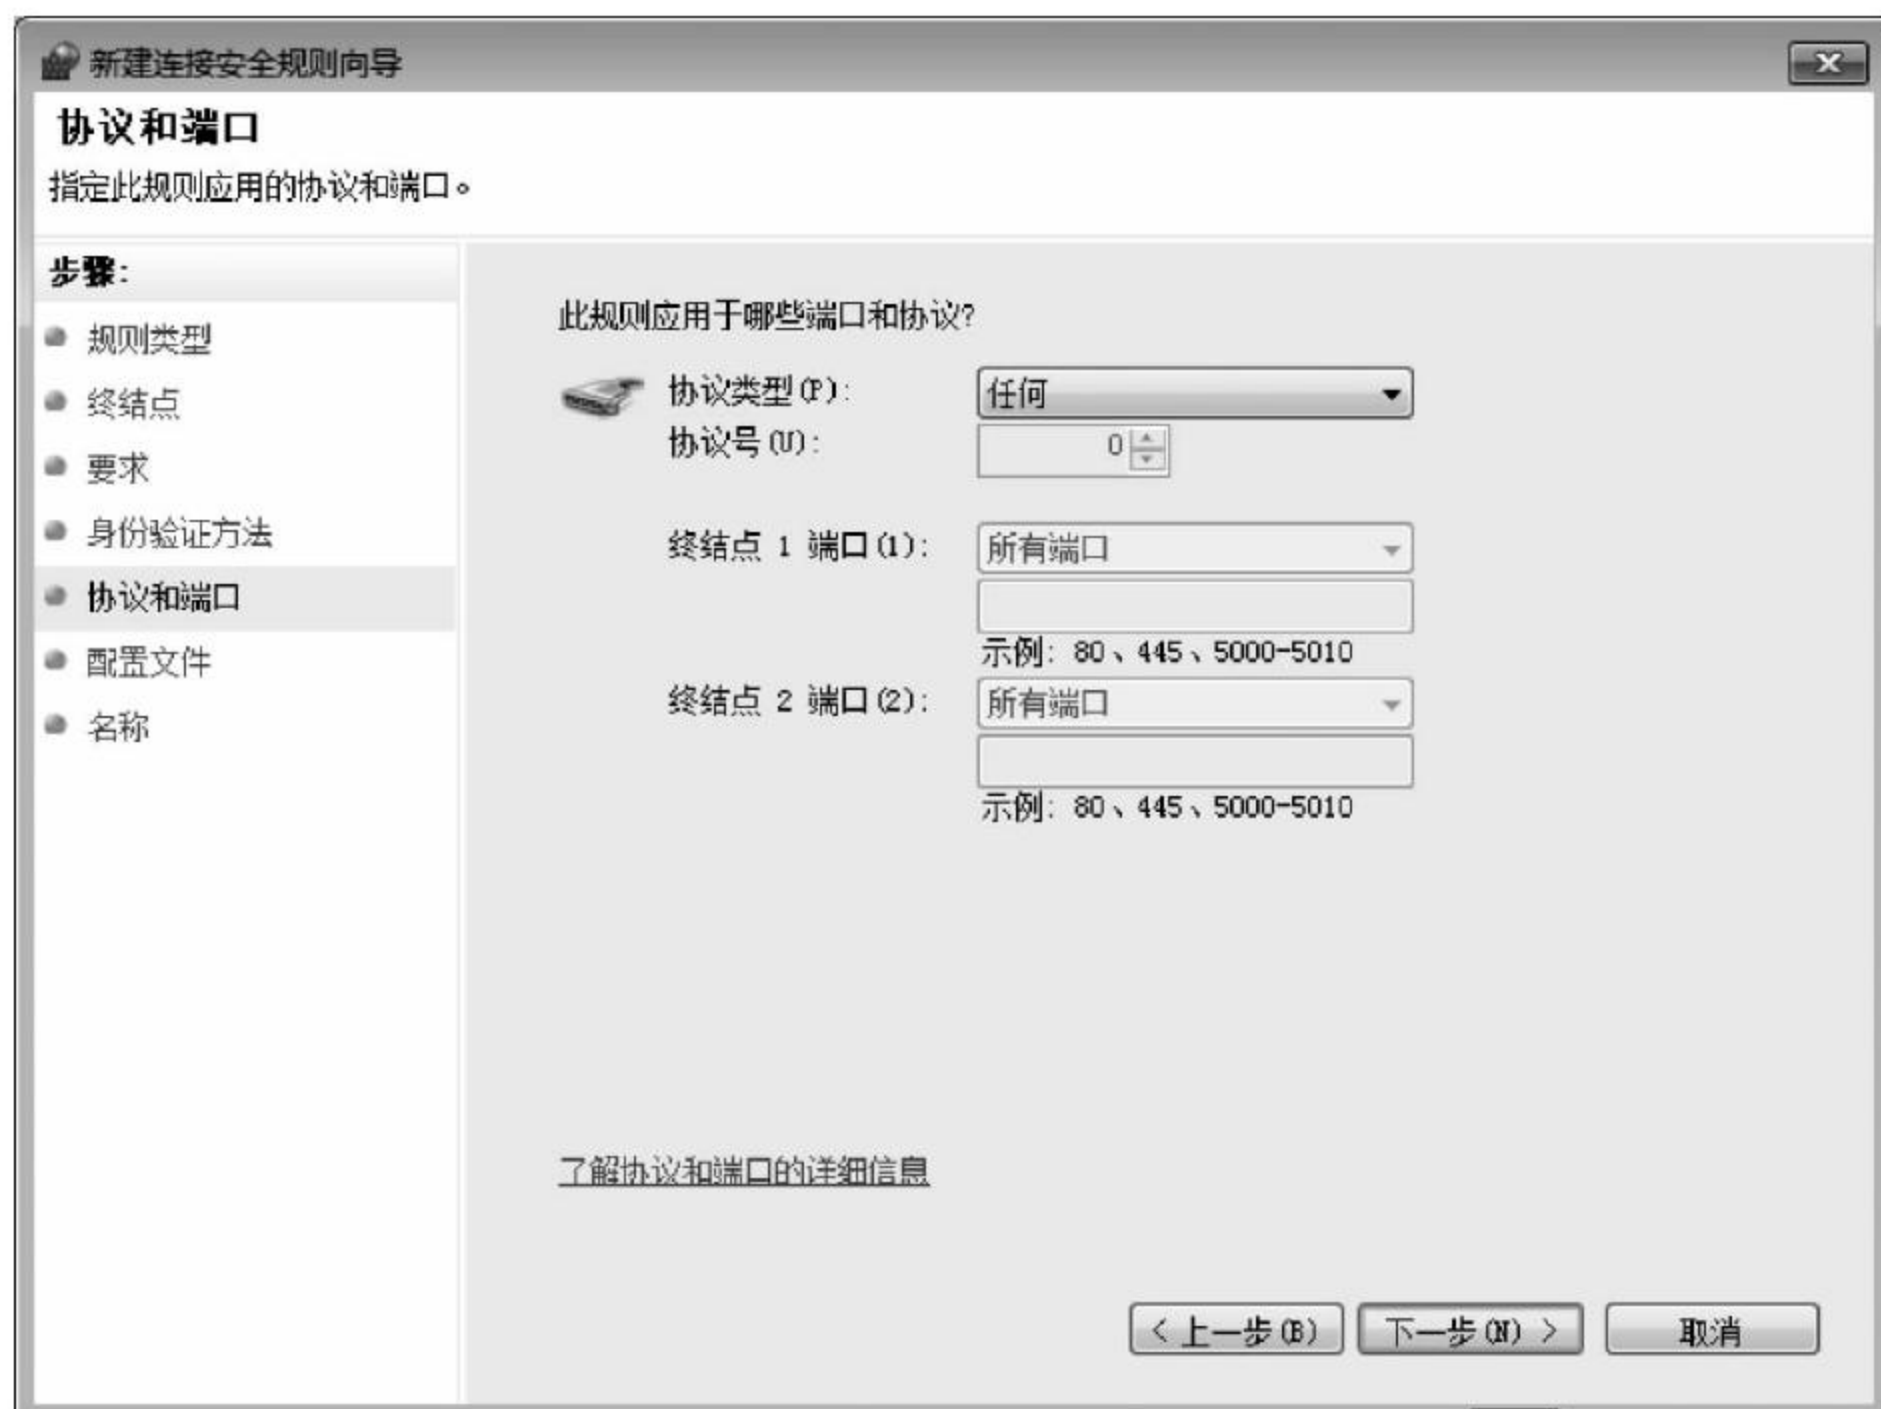 新建连接安全规则向导
协议和端口
指定此规则应用的协议和端口。
步骤:
规则类型
终结点
要求
身份验证方法
协议和端口
配置文件
名称
此规则应用于哪些端口和协议?
协议类型(P): 任何
协议号(U): 0
终结点 1 端口(1): 所有端口
示例: 80、445、5000-5010
终结点 2 端口(2): 所有端口
示例: 80、445、5000-5010
了解协议和端口的详细信息
< 上一步(B) 下一步(N) > 取消